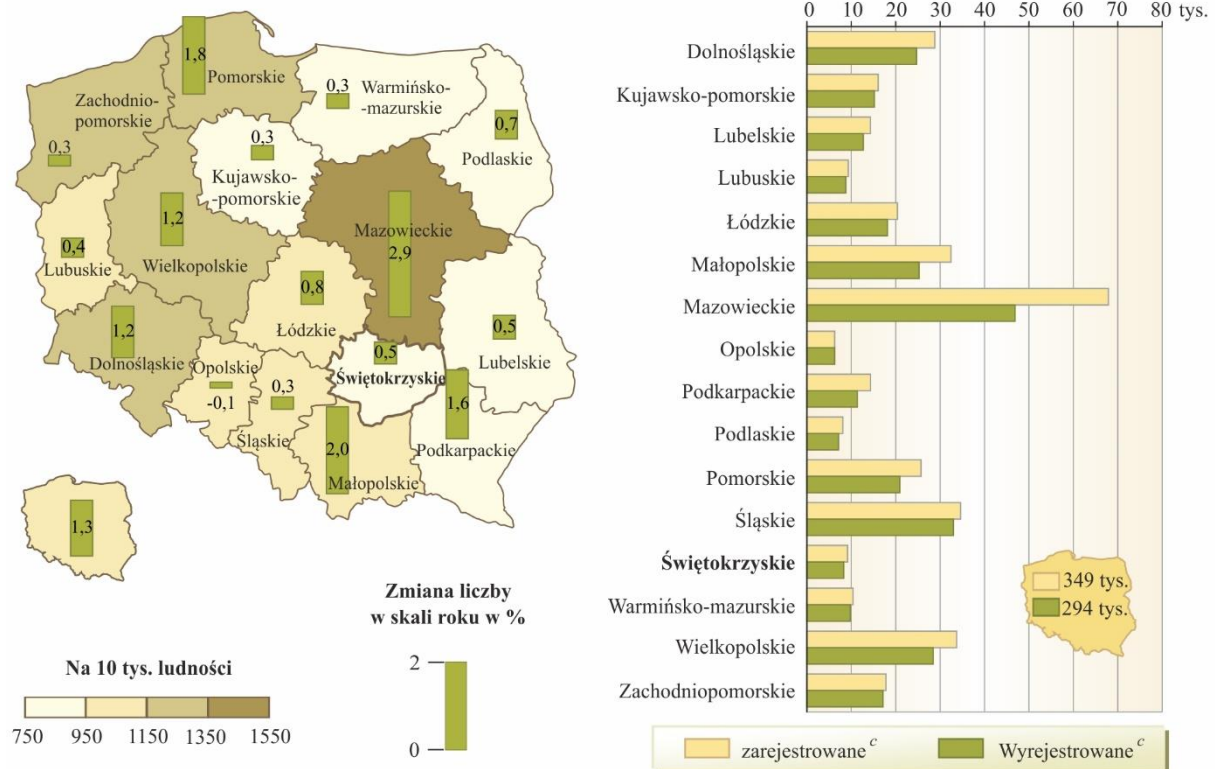 1,8
Pomorskie
Zachodnio-
pomorskie
0,3
0,3
Warmińsko-
-mazurskie
0,3
Kujawsko-
-pomorskie
0,7
Podlaskie
1,2
Wielkopolskie
0,4
Lubuskie
Mazowieckie
2,9
0,8
Łódzkie
1,2
Dolnośląskie
Opolskie
-0,1
0,3
Śląskie
0,5
Świętokrzyskie
0,5
Lubelskie
1,6
Podkarpackie
2,0
Małopolskie
1,3
Zmiana liczby
w skali roku w %
2
0
Na 10 tys. ludności
750 950 1150 1350 1550
0 10 20 30 40 50 60 70 80 tys.
Dolnośląskie
Kujawsko-pomorskie
Lubelskie
Lubuskie
Łódzkie
Małopolskie
Mazowieckie
Opolskie
Podkarpackie
Podlaskie
Pomorskie
Śląskie
Świętokrzyskie
Warmińsko-mazurskie
Wielkopolskie
Zachodniopomorskie
349 tys.
294 tys.
zarejestrowane c
Wyrejestrowane c